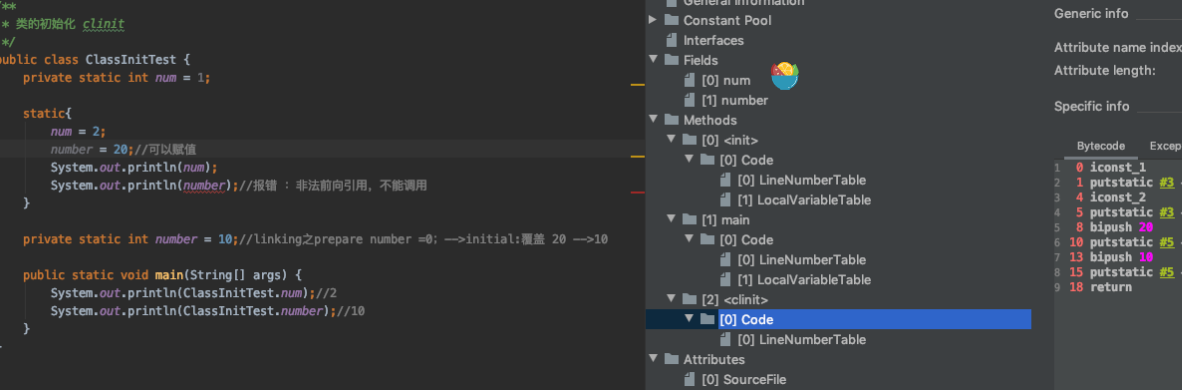 /**
* 类的初始化 clinit
*/
public class ClassInitTest {
private static int num = 1;
static{
num = 2;
number = 20;//可以赋值
System.out.println(num);
System.out.println(number);//报错 : 非法前向引用，不能调用
}
private static int number = 10;//linking之prepare number =0; -->initial:覆盖 20 -->10
public static void main(String[] args) {
System.out.println(ClassInitTest.num);//2
System.out.println(ClassInitTest.number);//10
}
General Information
Constant Pool
Interfaces
Fields
[0] num
[1] number
Methods
[0] <init>
[0] Code
[0] LineNumberTable
[1] LocalVariableTable
[1] main
[0] Code
[0] LineNumberTable
[1] LocalVariableTable
[2] <clinit>
[0] Code
[0] LineNumberTable
Attributes
[0] SourceFile
Generic info
Attribute name index
Attribute length:
Specific info
Bytecode Excep
1 0 iconst_1
2 1 putstatic #3
3 4 iconst_2
4 5 putstatic #3
5 8 bipush 20
6 10 putstatic #5
7 13 bipush 10
8 15 putstatic #5
9 18 return